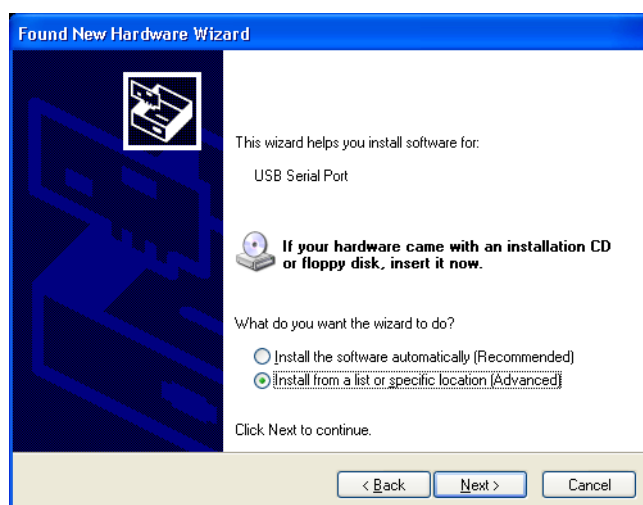 Found New Hardware Wizard
This wizard helps you install software for:
USB Serial Port
If your hardware came with an installation CD
or floppy disk, insert it now.
What do you want the wizard to do?
Install the software automatically (Recommended)
Install from a list or specific location (Advanced)
Click Next to continue.
< Back
Next >
Cancel